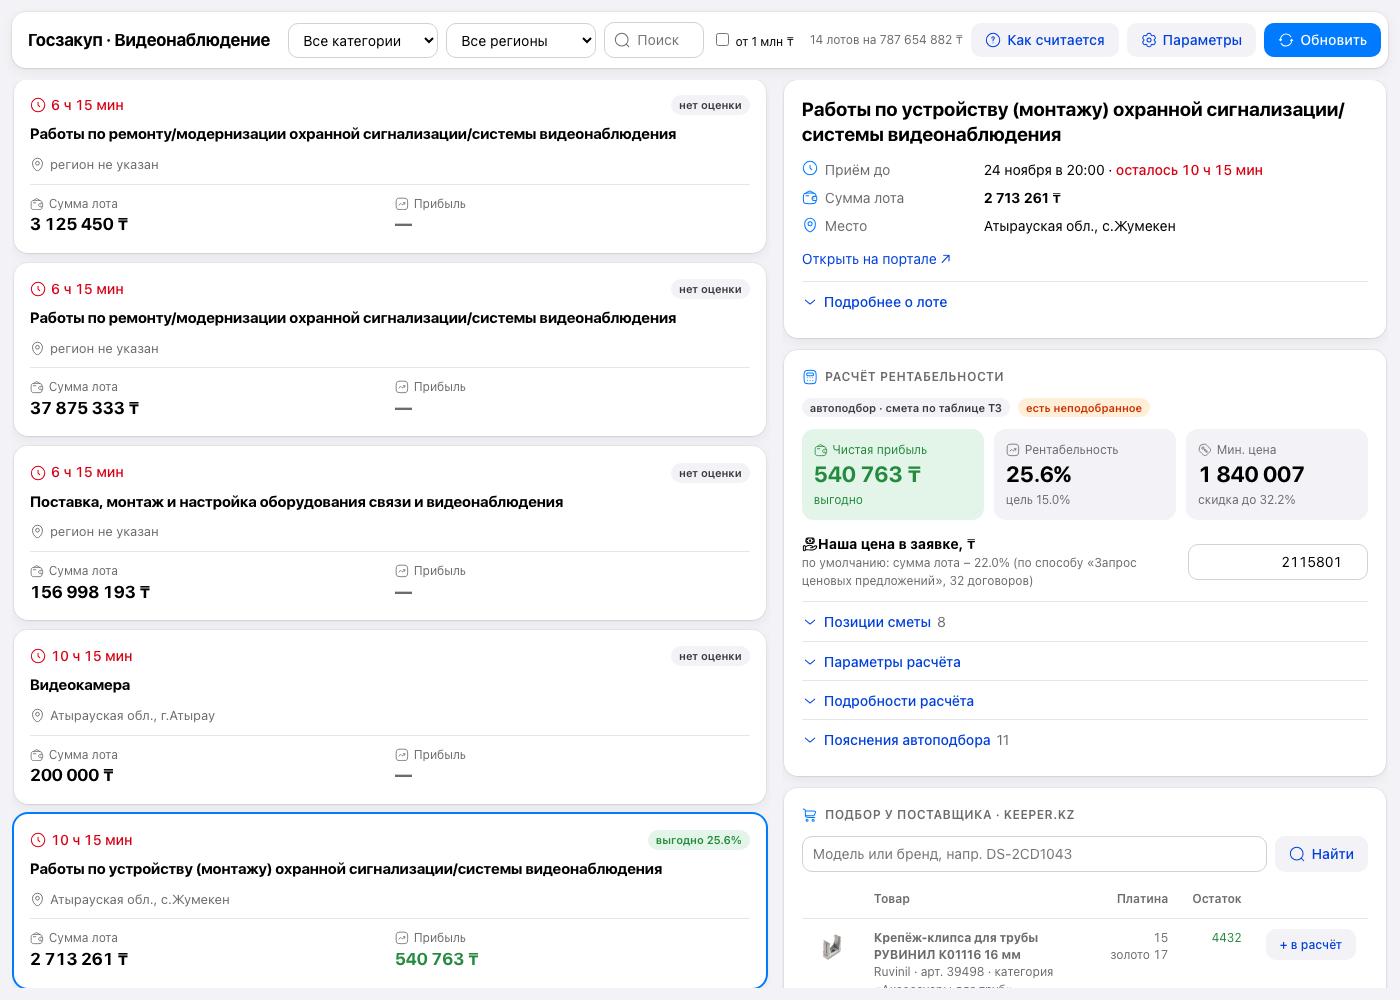 Госзакуп · Видеонаблюдение
Все категории
Все регионы
Поиск
от 1 млн ₸
14 лотов на 787 654 882 ₸
Как считается
Параметры
Обновить
6 ч 15 мин
нет оценки
Работы по ремонту/модернизации охранной сигнализации/системы видеонаблюдения
регион не указан
Сумма лота
Прибыль
3 125 450 ₸
—
6 ч 15 мин
нет оценки
Работы по ремонту/модернизации охранной сигнализации/системы видеонаблюдения
регион не указан
Сумма лота
Прибыль
37 875 333 ₸
—
6 ч 15 мин
нет оценки
Поставка, монтаж и настройка оборудования связи и видеонаблюдения
регион не указан
Сумма лота
Прибыль
156 998 193 ₸
—
10 ч 15 мин
нет оценки
Видеокамера
Атырауская обл., г.Атырау
Сумма лота
Прибыль
200 000 ₸
—
10 ч 15 мин
выгодно 25.6%
Работы по устройству (монтажу) охранной сигнализации/системы видеонаблюдения
Атырауская обл., с.Жумекен
Сумма лота
Прибыль
2 713 261 ₸
540 763 ₸
Работы по устройству (монтажу) охранной сигнализации/
системы видеонаблюдения
Приём до
24 ноября в 20:00 · осталось 10 ч 15 мин
Сумма лота
2 713 261 ₸
Место
Атырауская обл., с.Жумекен
Открыть на портале ↗
Подробнее о лоте
РАСЧЁТ РЕНТАБЕЛЬНОСТИ
автоподбор · смета по таблице ТЗ
есть неподобранное
Чистая прибыль
540 763 ₸
выгодно
Рентабельность
25.6%
цель 15.0%
Мин. цена
1 840 007
скидка до 32.2%
Наша цена в заявке, ₸
по умолчанию: сумма лота – 22.0% (по способу «Запрос
ценовых предложений», 32 договоров)
2115801
Позиции сметы 8
Параметры расчёта
Подробности расчёта
Пояснения автоподбора 11
ПОДБОР У ПОСТАВЩИКА · KEEPER.KZ
Модель или бренд, напр. DS-2CD1043
Найти
Товар
Платина
Остаток
Крепёж-клипса для трубы
РУВИНИЛ К01116 16 мм
Ruvinil · арт. 39498 · категория
15
золото 17
4432
+ в расчёт